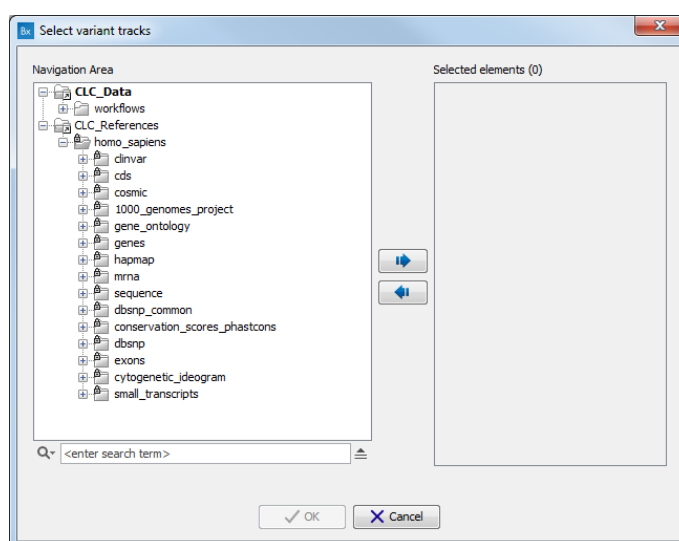 Bx Select variant tracks
Navigation Area
Selected elements (0)
CLC_Data
workflows
CLC_References
homo_sapiens
clinvar
cds
cosmic
1000_genomes_project
gene_ontology
genes
hapmap
mrna
sequence
dbsnp_common
conservation_scores_phastcons
dbsnp
exons
cytogenetic_ideogram
small_transcripts
<enter search term>
OK
Cancel